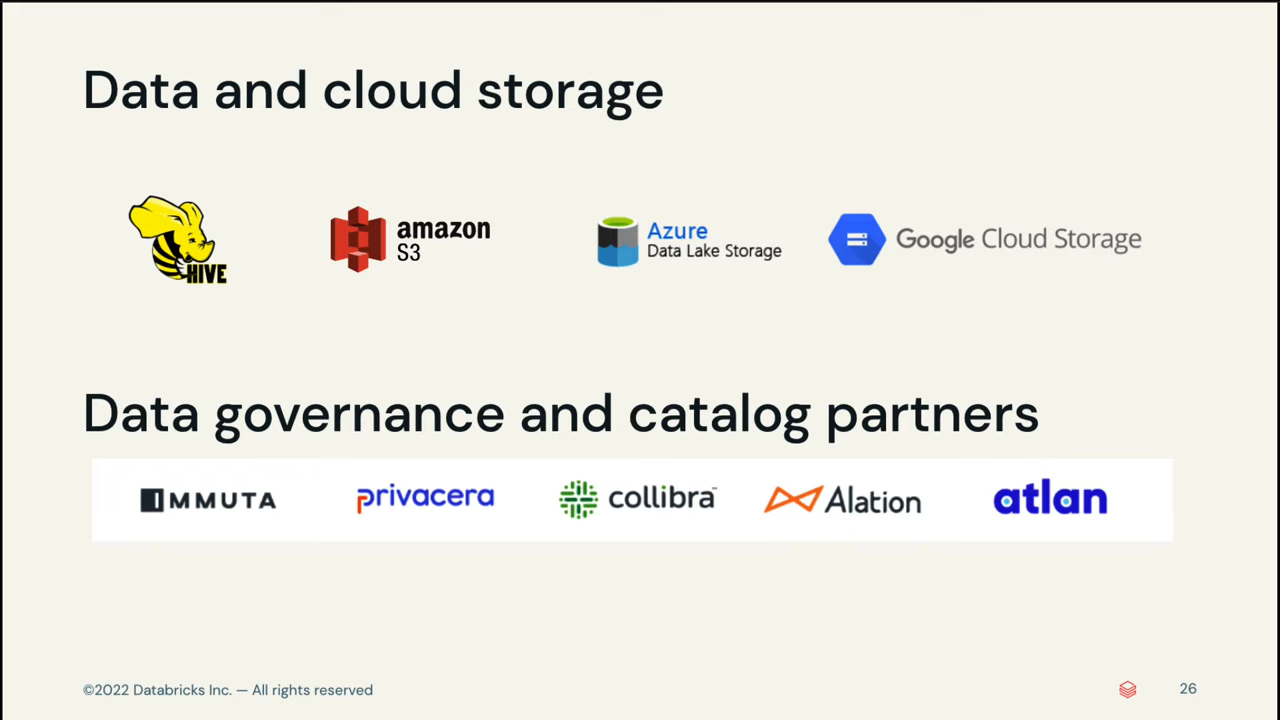 Data and cloud storage
HIVE
amazon
S3
Azure
Data Lake Storage
Google Cloud Storage
Data governance and catalog partners
IMMUTA
privacera
collibra™
Alation
atlan
©2022 Databricks Inc. — All rights reserved
26